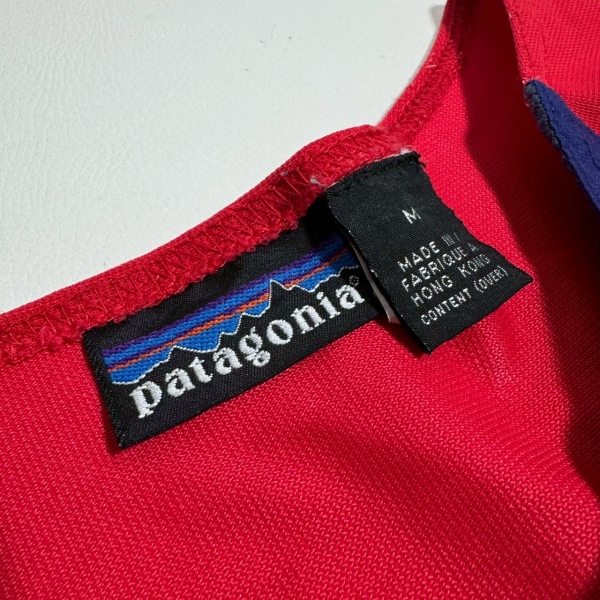 patagonia®
M
MADE IN
FABRIQUE A
HONG KONG
CONTENT (OVER)